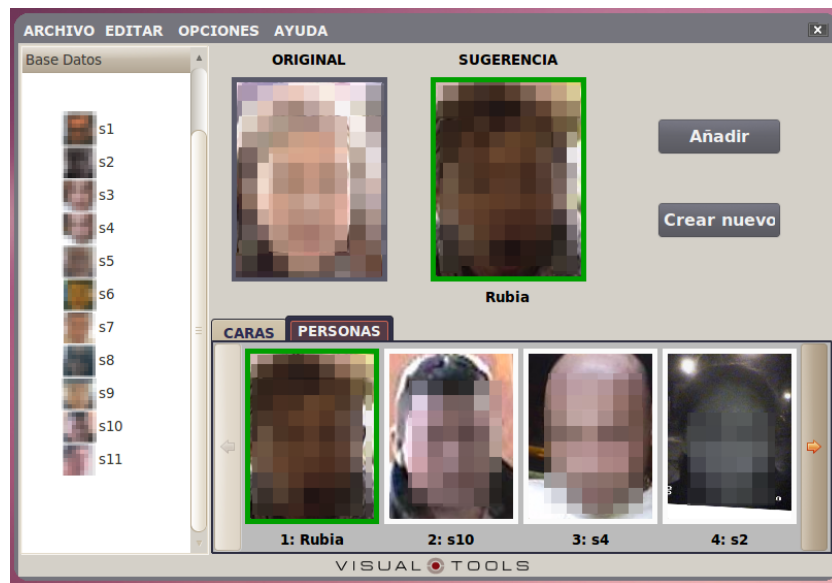 ARCHIVO EDITAR OPCIONES AYUDA
Base Datos
s1
s2
s3
s4
s5
s6
s7
s8
s9
s10
s11
ORIGINAL
SUGERENCIA
Rubia
Añadir
Crear nuevo
CARAS PERSONAS
1: Rubia 2: s10 3: s4 4: s2
VISUAL TOOLS